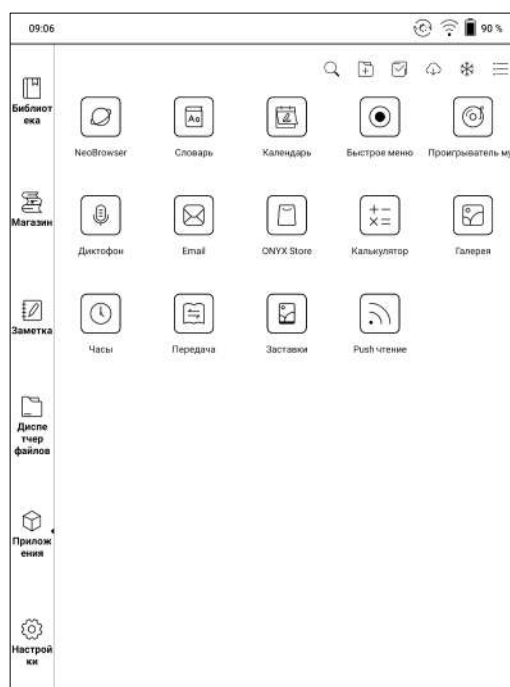 09:06
90 %
Библиот
ека
Магазин
Заметка
Диспе
тчер
файлов
Прилож
ения
Настрой
ки
NeoBrowser
Aa
Словарь
Календарь
Быстрое меню
Проигрыватель му
Диктофон
Email
ONYX Store
Калькулятор
Галерея
Часы
Передача
Заставки
Push чтение